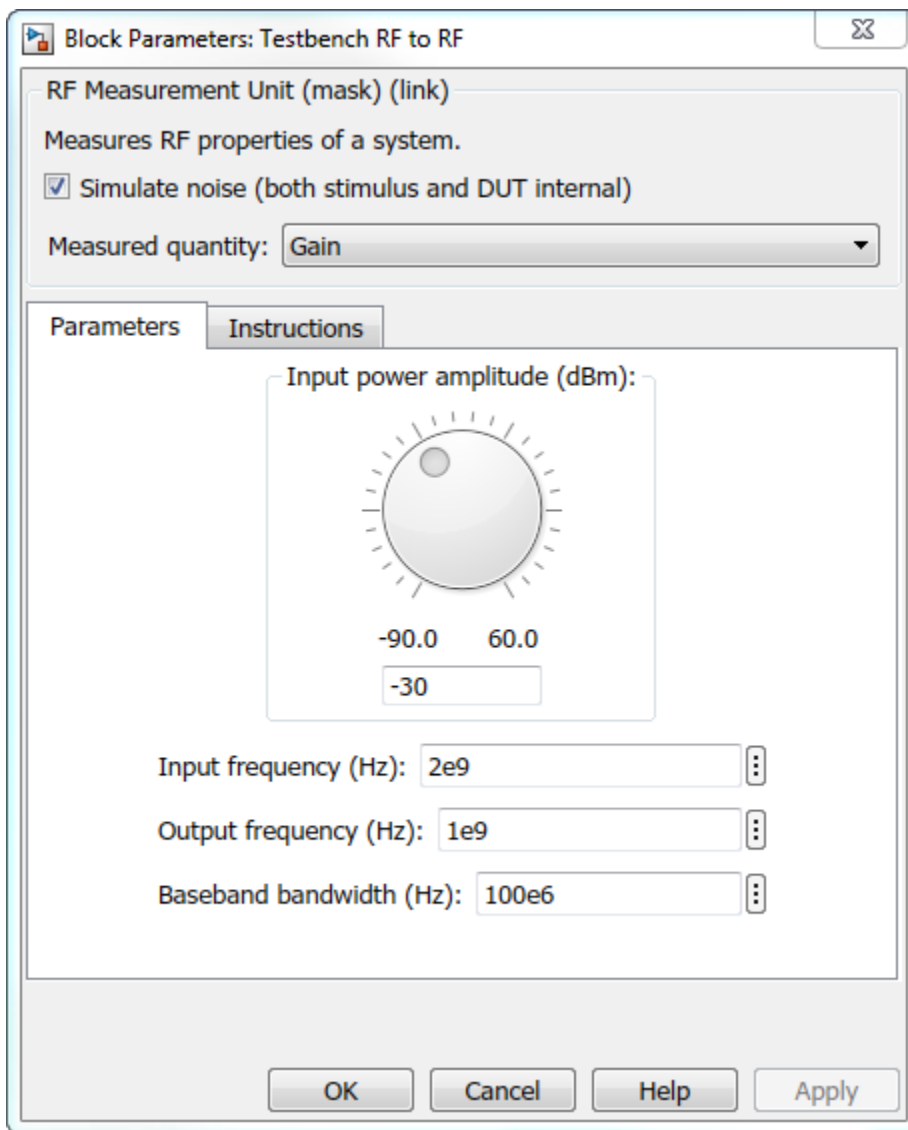 Block Parameters: Testbench RF to RF
RF Measurement Unit (mask) (link)
Measures RF properties of a system.
Simulate noise (both stimulus and DUT internal)
Measured quantity: Gain
Parameters Instructions
Input power amplitude (dBm):
-90.0 60.0
-30
Input frequency (Hz): 2e9
Output frequency (Hz): 1e9
Baseband bandwidth (Hz): 100e6
OK Cancel Help Apply